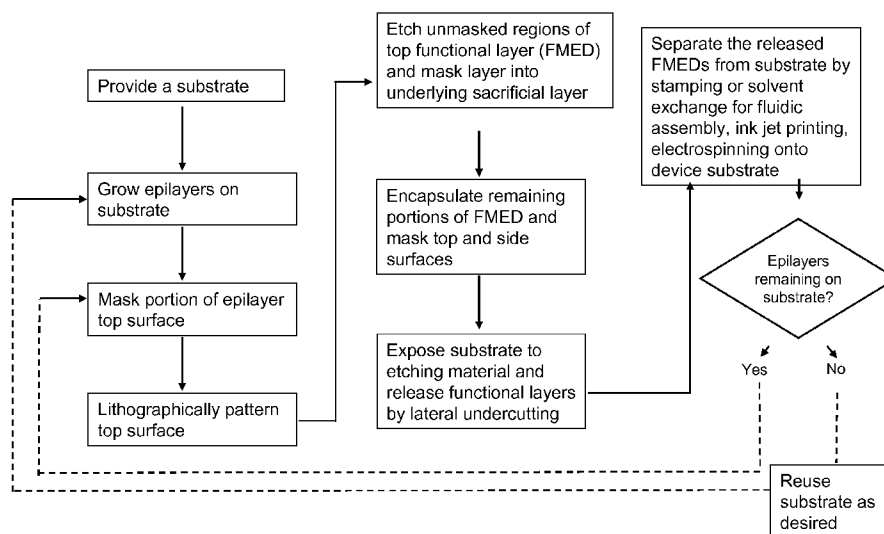 Provide a substrate
Grow epilayers on
substrate
Mask portion of epilayer
top surface
Lithographically pattern
top surface
Etch unmasked regions of
top functional layer (FMED)
and mask layer into
underlying sacrificial layer
Encapsulate remaining
portions of FMED and
mask top and side
surfaces
Expose substrate to
etching material and
release functional layers
by lateral undercutting
Separate the released
FMEDs from substrate by
stamping or solvent
exchange for fluidic
assembly, ink jet printing,
electrospinning onto
device substrate
Epilayers
remaining on
substrate?
Yes
No
Reuse
substrate as
desired